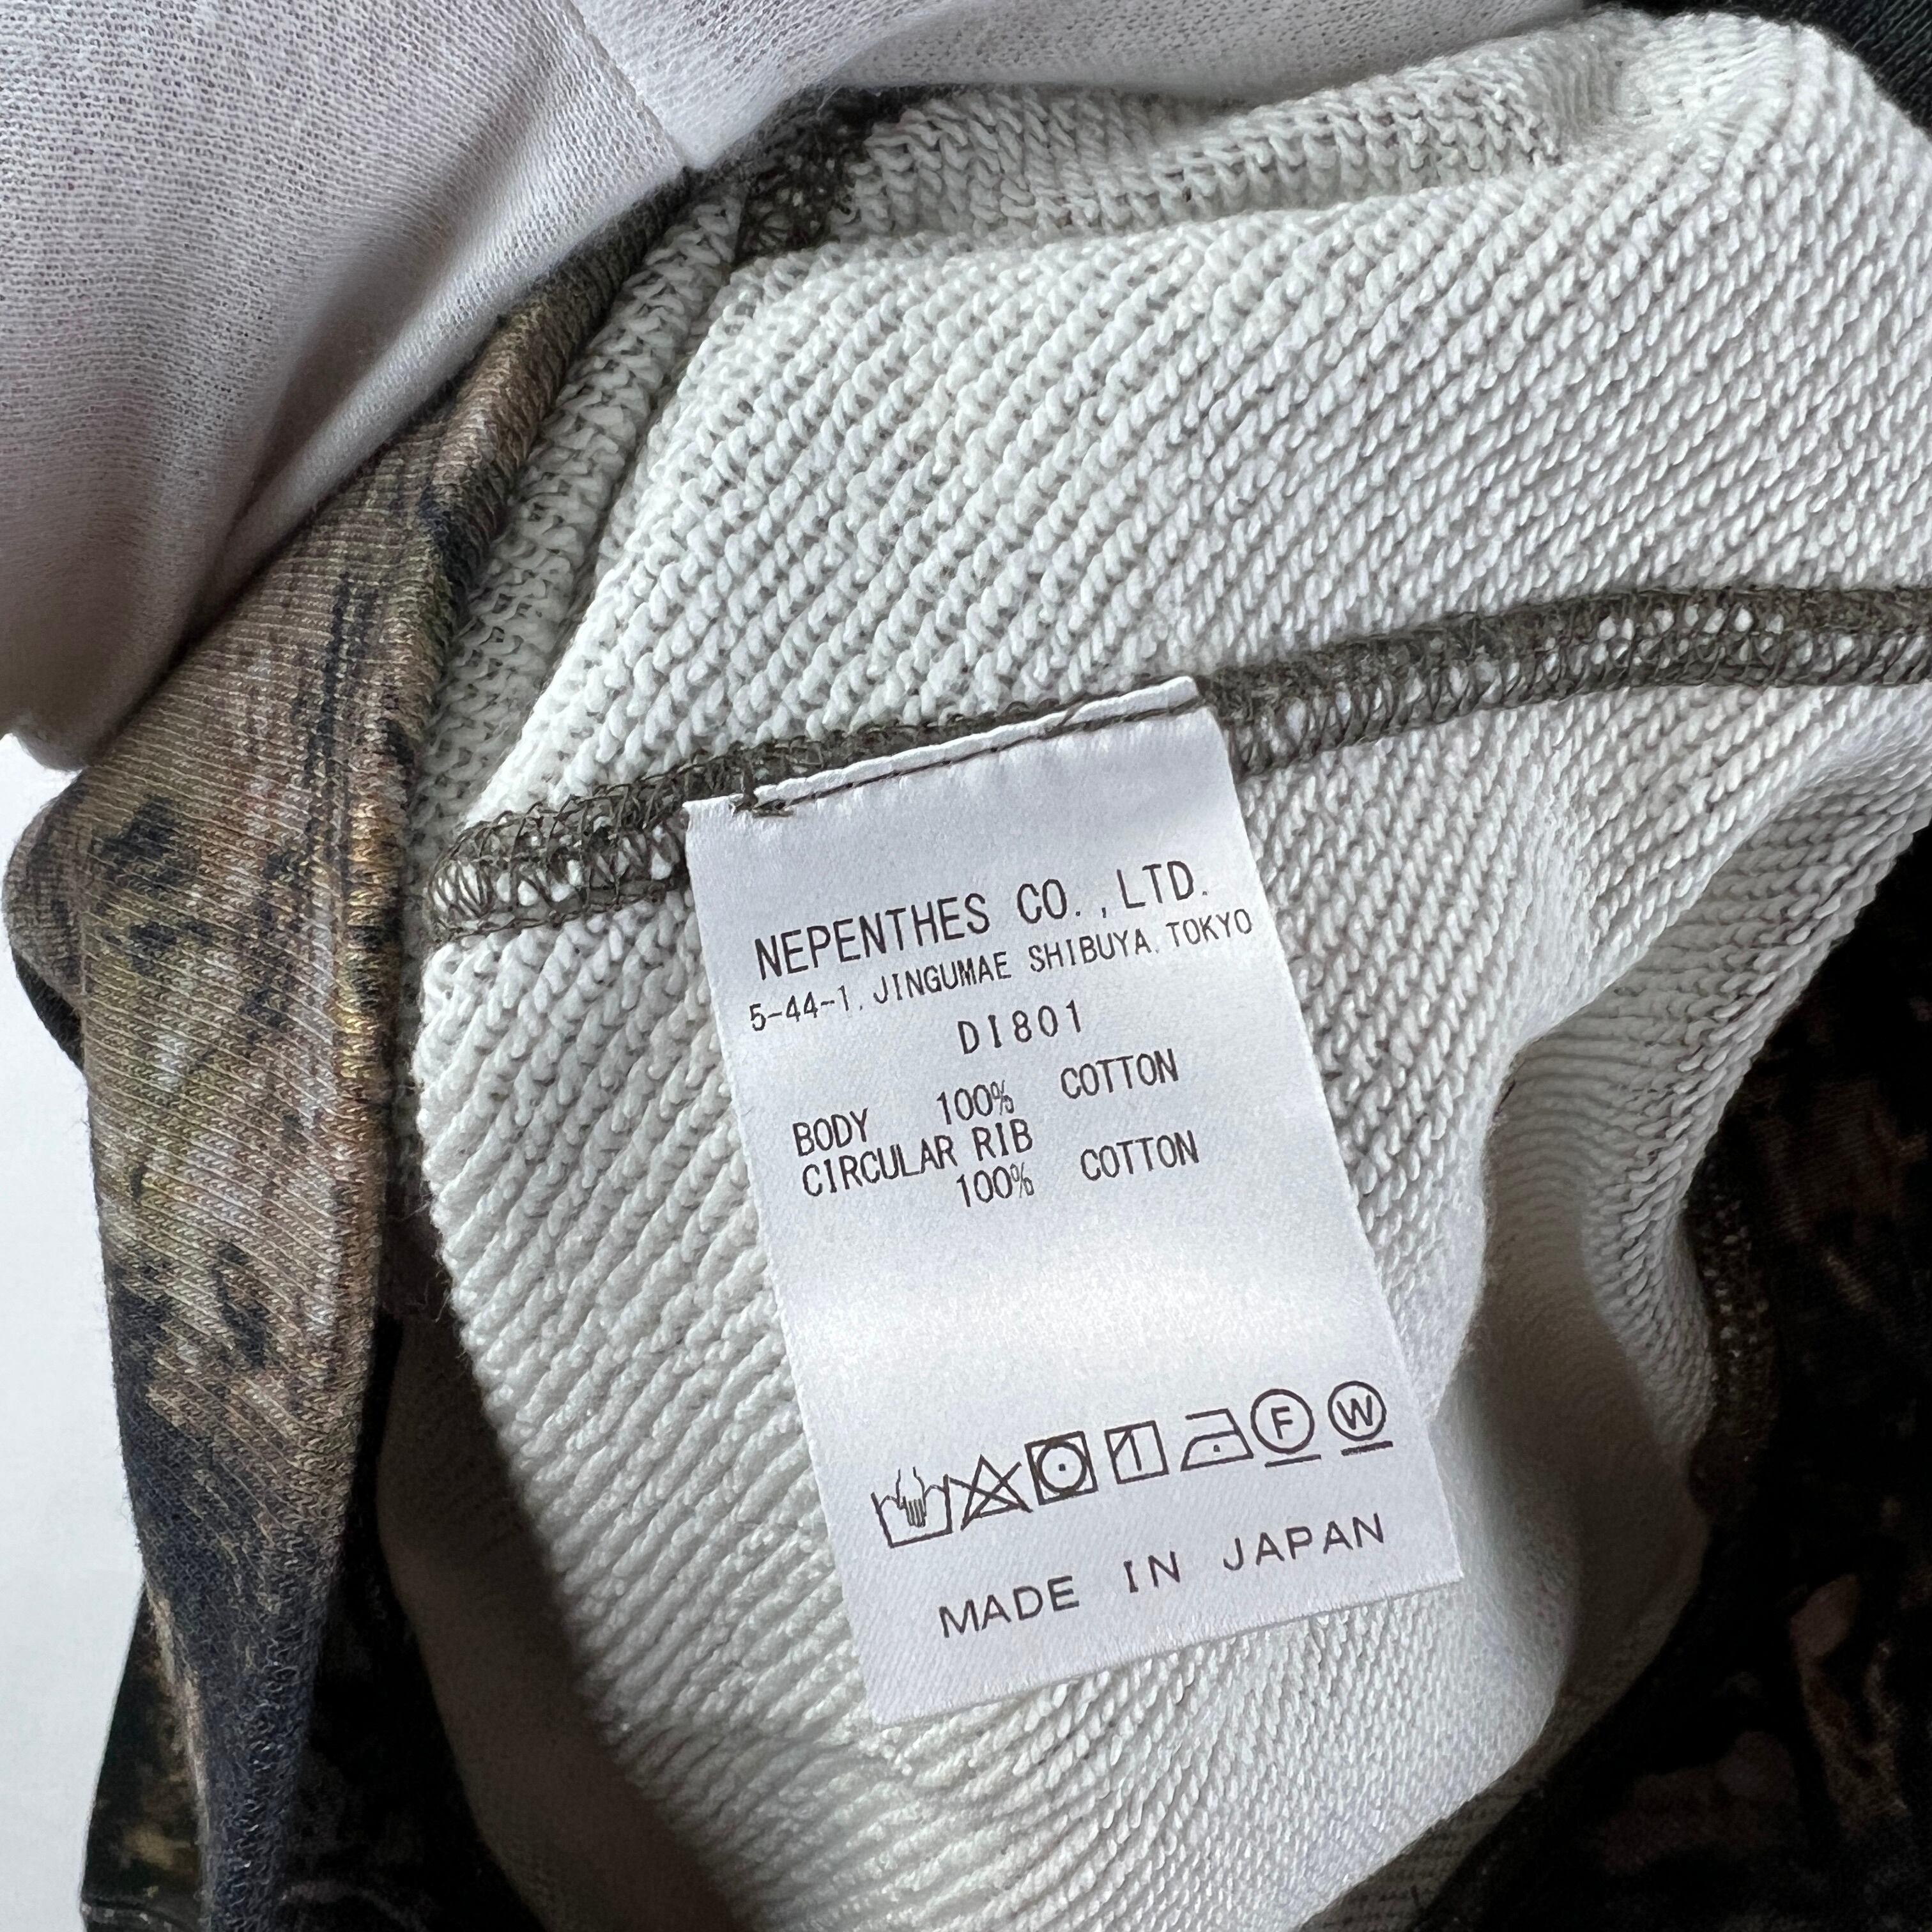 NEPENTHES CO.,LTD.
5-44-1, JINGUMAE SHIBUYA, TOKYO
DI801
BODY 100% COTTON
CIRCULAR RIB
100% COTTON
F W
MADE IN JAPAN